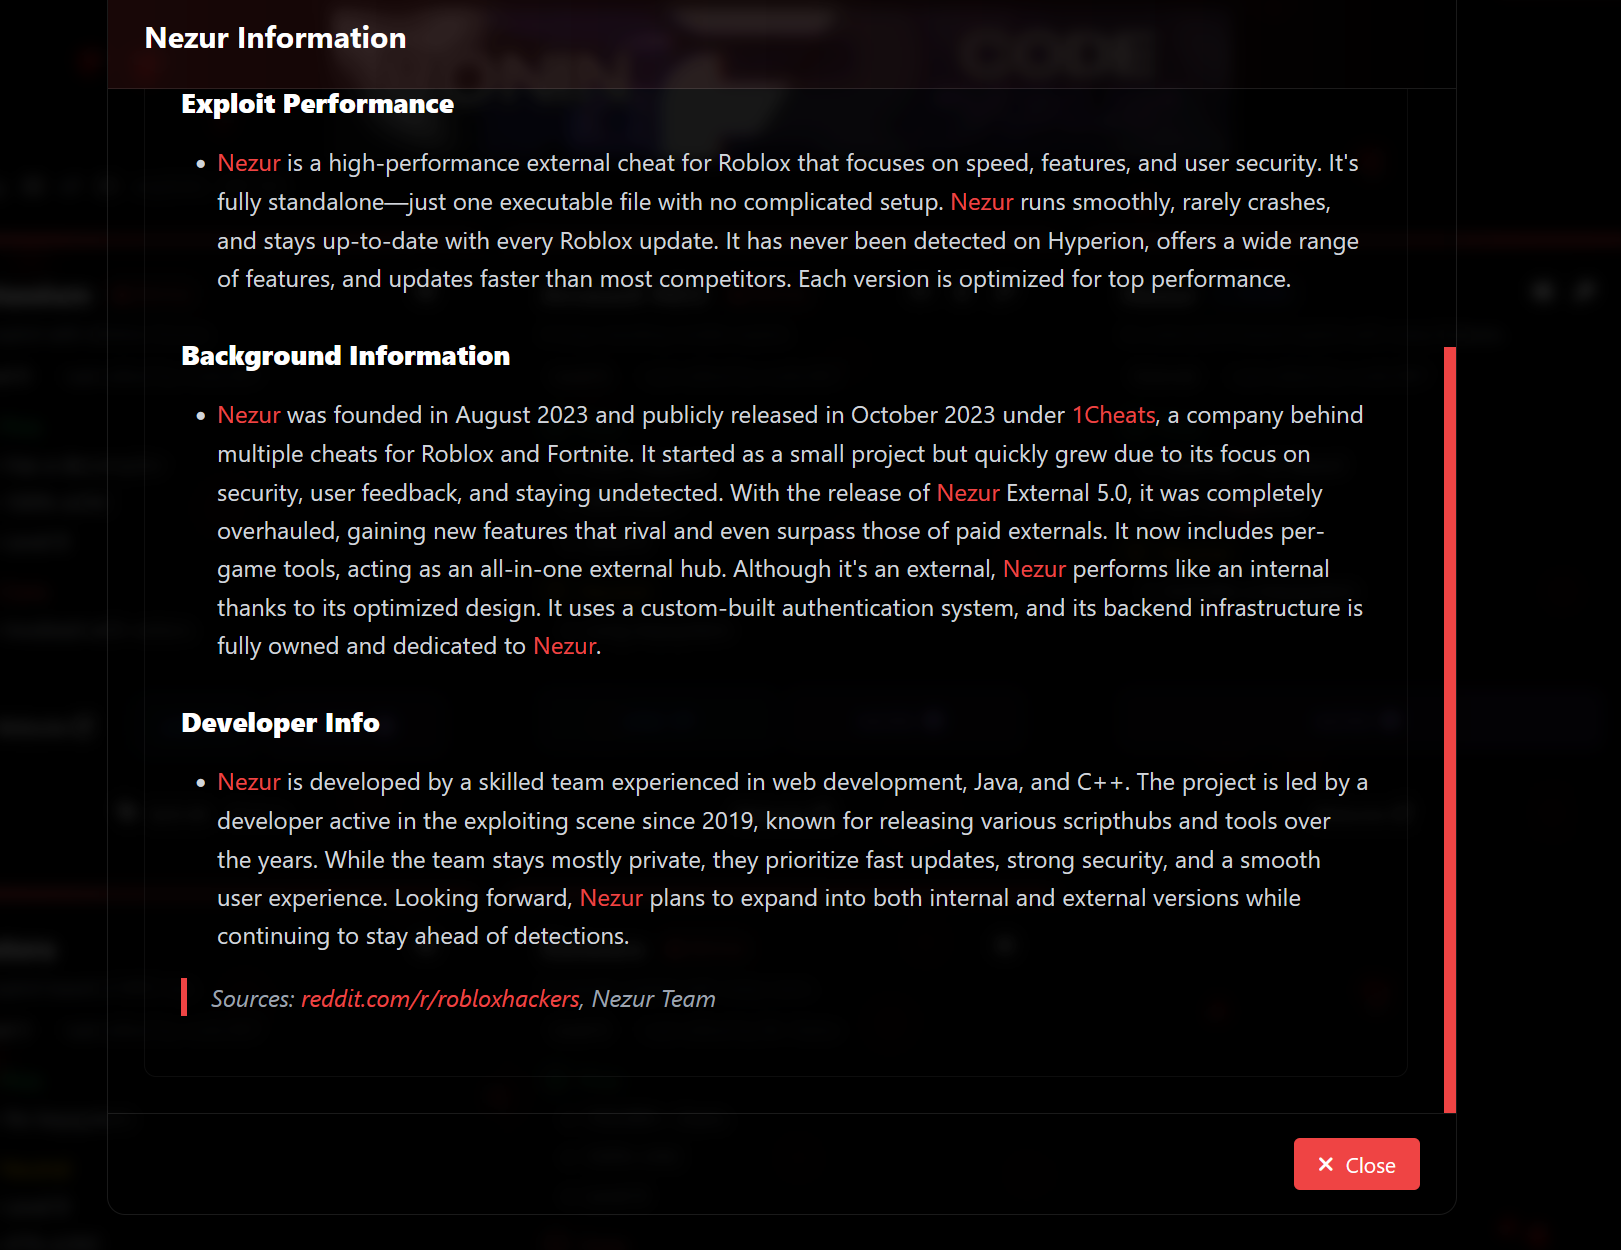 Nezur Information
Exploit Performance
• Nezur is a high-performance external cheat for Roblox that focuses on speed, features, and user security. It's
fully standalone—just one executable file with no complicated setup. Nezur runs smoothly, rarely crashes,
and stays up-to-date with every Roblox update. It has never been detected on Hyperion, offers a wide range
of features, and updates faster than most competitors. Each version is optimized for top performance.
Background Information
• Nezur was founded in August 2023 and publicly released in October 2023 under 1Cheats, a company behind
multiple cheats for Roblox and Fortnite. It started as a small project but quickly grew due to its focus on
security, user feedback, and staying undetected. With the release of Nezur External 5.0, it was completely
overhauled, gaining new features that rival and even surpass those of paid externals. It now includes per-
game tools, acting as an all-in-one external hub. Although it's an external, Nezur performs like an internal
thanks to its optimized design. It uses a custom-built authentication system, and its backend infrastructure is
fully owned and dedicated to Nezur.
Developer Info
• Nezur is developed by a skilled team experienced in web development, Java, and C++. The project is led by a
developer active in the exploiting scene since 2019, known for releasing various scripthubs and tools over
the years. While the team stays mostly private, they prioritize fast updates, strong security, and a smooth
user experience. Looking forward, Nezur plans to expand into both internal and external versions while
continuing to stay ahead of detections.
Sources: reddit.com/r/robloxhackers, Nezur Team
✕ Close